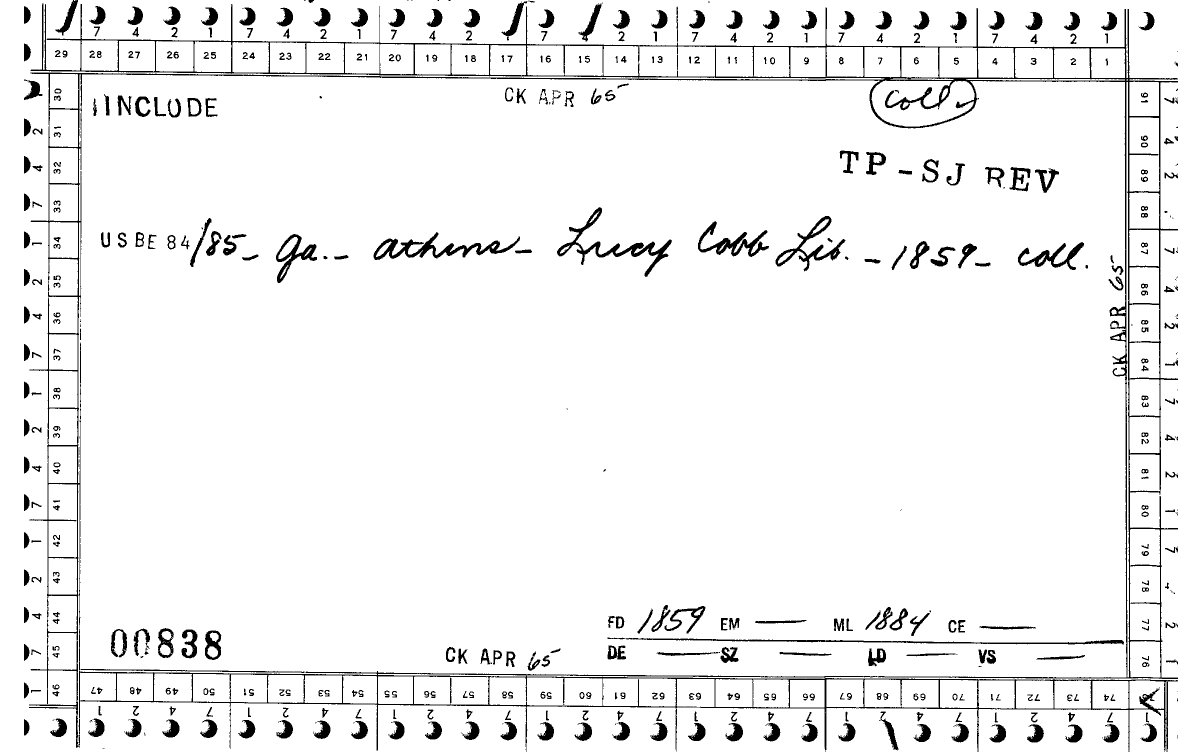 7 4 2 1 7 4 2 1 7 4 2 1 7 4 2 1 7 4 2 1 7 4 2 1 7 4 2 1
29 28 27 26 25 24 23 22 21 20 19 18 17 16 15 14 13 12 11 10 9 8 7 6 5 4 3 2 1
INCLUDE
CK APR 65
Coll.
TP-SJ REV
USBE 84/85- Ga.- Athens- Lucy Cobb Lib. -1859- coll.
CK APR 65
00838
FD 1859 EM — ML 1884 CE —
CK APR 65
DE — SZ — LD — VS —
30 31 32 33 34 35 36 37 38 39 40 41 42 43 44 45 46
91 90 89 88 87 86 85 84 83 82 81 80 79 78 77 76
47 48 49 50 51 52 53 54 55 56 57 58 59 60 61 62 63 64 65 66 67 68 69 70 71 72 73 74
1 2 4 7 1 2 4 7 1 2 4 7 1 2 4 7 1 2 4 7 1 2 4 7 1 2 4 7